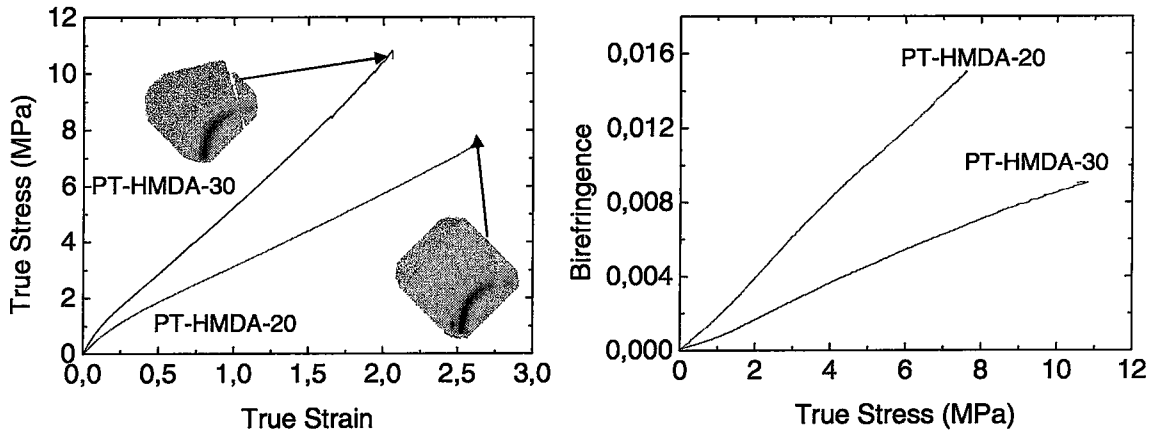 12
10
8
6
4
2
0
True Stress (MPa)
PT-HMDA-30
PT-HMDA-20
0,0 0,5 1,0 1,5 2,0 2,5 3,0
True Strain
0,016
0,012
0,008
0,004
0,000
Birefringence
PT-HMDA-20
PT-HMDA-30
0 2 4 6 8 10 12
True Stress (MPa)